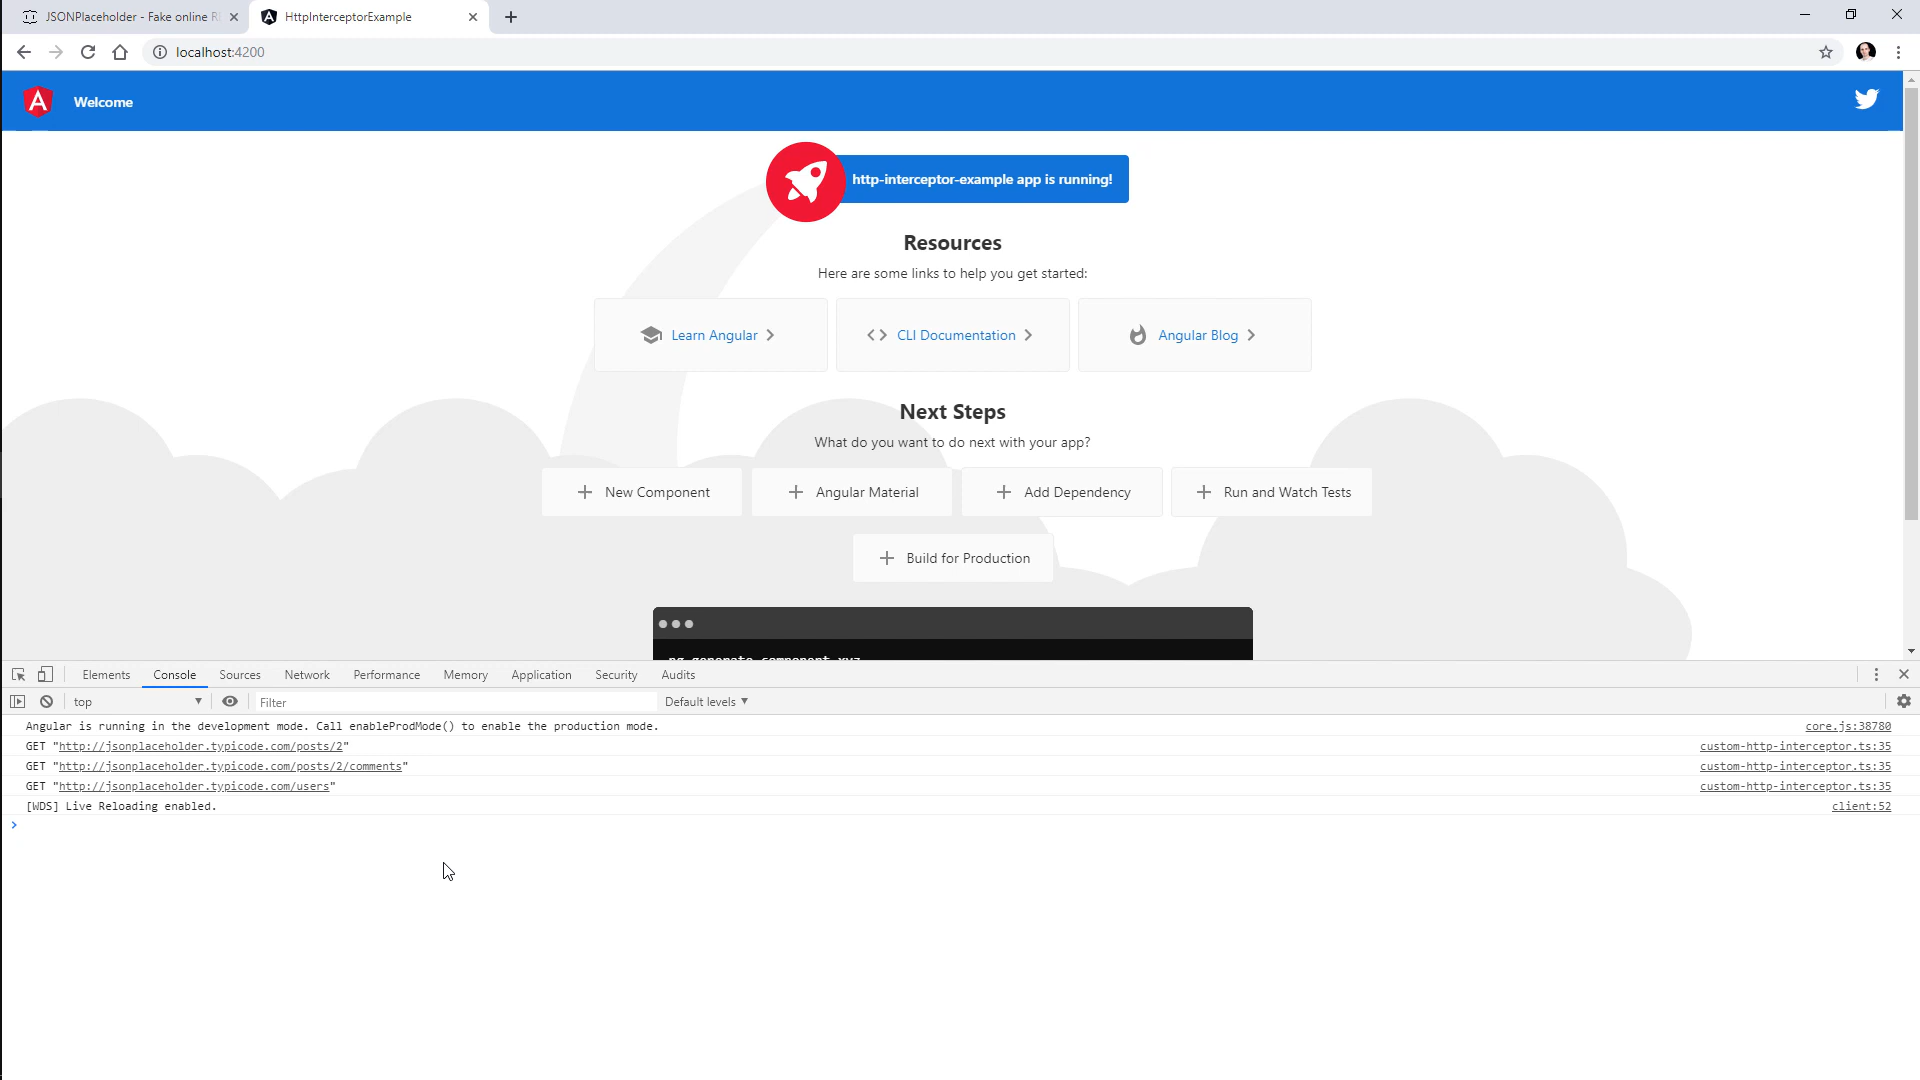 JSONPlaceholder - Fake online R
HttpInterceptorExample
localhost:4200
Welcome
http-interceptor-example app is running!
Resources
Here are some links to help you get started:
Learn Angular
CLI Documentation
Angular Blog
Next Steps
What do you want to do next with your app?
New Component
Angular Material
Add Dependency
Run and Watch Tests
Build for Production
ng generate component xyz
Elements Console Sources Network Performance Memory Application Security Audits
top Filter Default levels
Angular is running in the development mode. Call enableProdMode() to enable the production mode. core.js:38780
GET "http://jsonplaceholder.typicode.com/posts/2" custom-http-interceptor.ts:35
GET "http://jsonplaceholder.typicode.com/posts/2/comments" custom-http-interceptor.ts:35
GET "http://jsonplaceholder.typicode.com/users" custom-http-interceptor.ts:35
[WDS] Live Reloading enabled. client:52